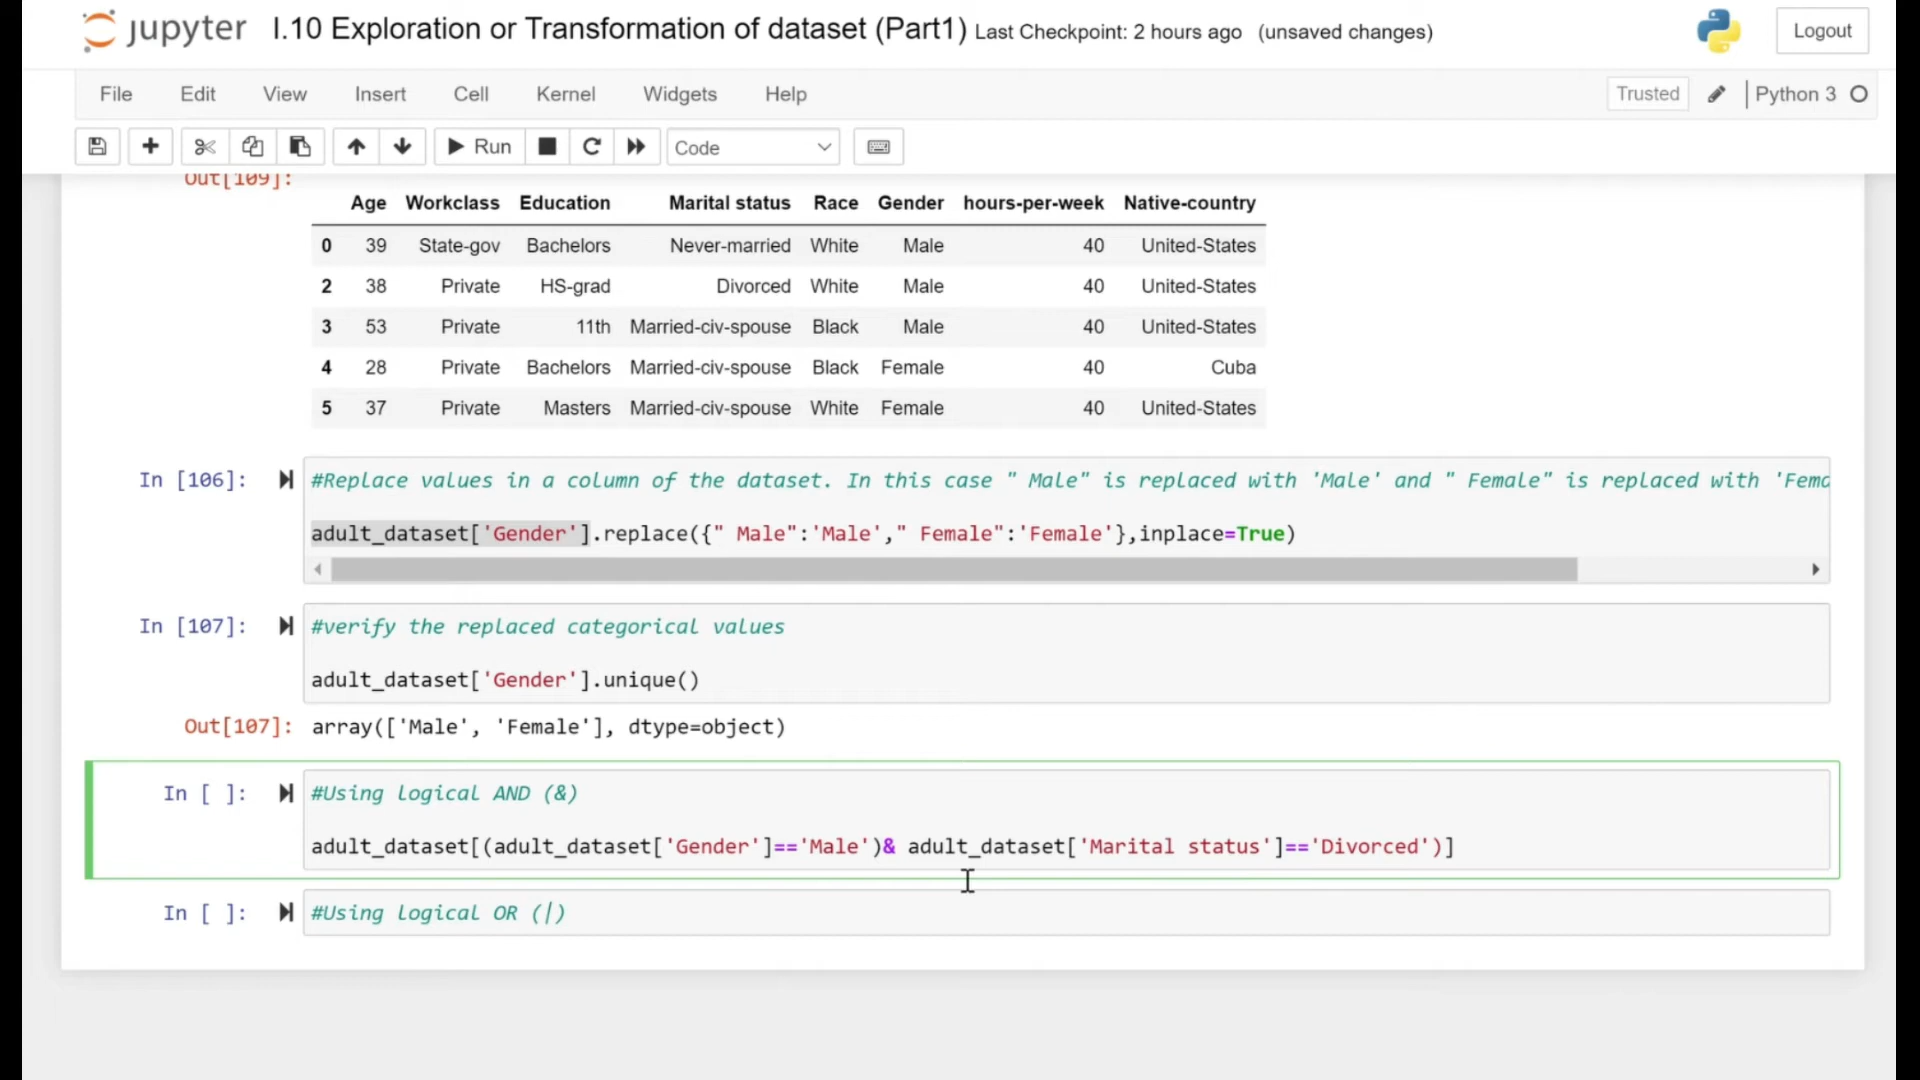 jupyter I.10 Exploration or Transformation of dataset (Part1) Last Checkpoint: 2 hours ago (unsaved changes) Logout
File Edit View Insert Cell Kernel Widgets Help Trusted Python 3
Run Code
Out[109]:
Age Workclass Education Marital status Race Gender hours-per-week Native-country
0 39 State-gov Bachelors Never-married White Male 40 United-States
2 38 Private HS-grad Divorced White Male 40 United-States
3 53 Private 11th Married-civ-spouse Black Male 40 United-States
4 28 Private Bachelors Married-civ-spouse Black Female 40 Cuba
5 37 Private Masters Married-civ-spouse White Female 40 United-States
In [106]: #Replace values in a column of the dataset. In this case " Male" is replaced with 'Male' and " Female" is replaced with 'Fema
adult_dataset['Gender'].replace({" Male":'Male'," Female":'Female'},inplace=True)
In [107]: #verify the replaced categorical values
adult_dataset['Gender'].unique()
Out[107]: array(['Male', 'Female'], dtype=object)
In [ ]: #Using logical AND (&)
adult_dataset[(adult_dataset['Gender']=='Male')& adult_dataset['Marital status']=='Divorced')]
In [ ]: #Using logical OR (|)